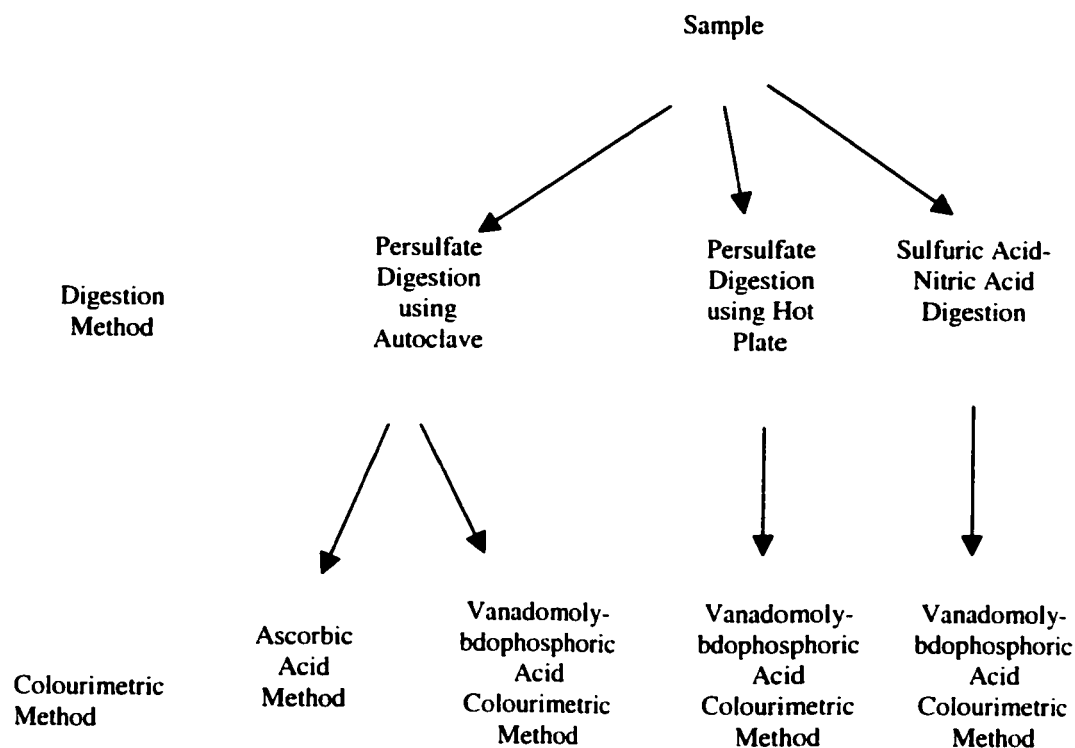 Sample
Digestion
Method
Persulfate
Digestion
using
Autoclave
Persulfate
Digestion
using Hot
Plate
Sulfuric Acid-
Nitric Acid
Digestion
Colourimetric
Method
Ascorbic
Acid
Method
Vanadomoly-
bdophosphoric
Acid
Colourimetric
Method
Vanadomoly-
bdophosphoric
Acid
Colourimetric
Method
Vanadomoly-
bdophosphoric
Acid
Colourimetric
Method